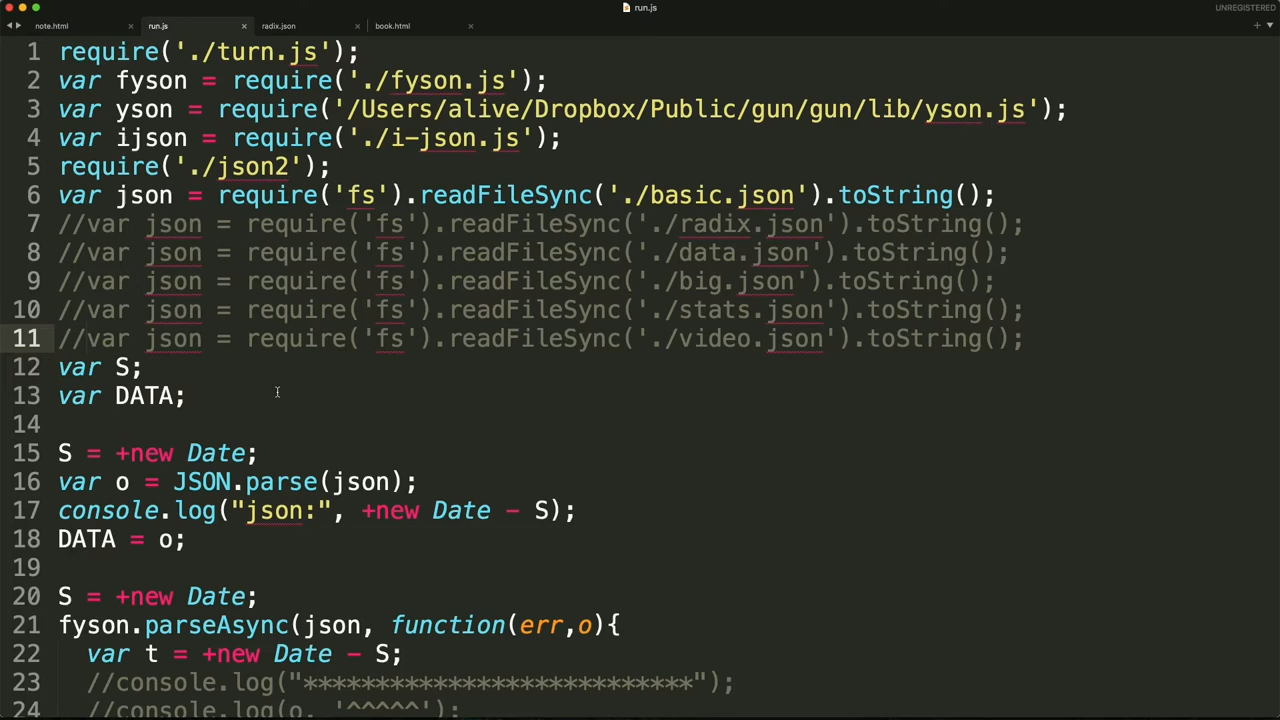 run.js
UNREGISTERED
note.html run.js radix.json book.html
1 require('./turn.js');
2 var fyson = require('./fyson.js');
3 var yson = require('/Users/alive/Dropbox/Public/gun/gun/lib/yson.js');
4 var ijson = require('./i-json.js');
5 require('./json2');
6 var json = require('fs').readFileSync('./basic.json').toString();
7 //var json = require('fs').readFileSync('./radix.json').toString();
8 //var json = require('fs').readFileSync('./data.json').toString();
9 //var json = require('fs').readFileSync('./big.json').toString();
10 //var json = require('fs').readFileSync('./stats.json').toString();
11 //var json = require('fs').readFileSync('./video.json').toString();
12 var S;
13 var DATA;
14
15 S = +new Date;
16 var o = JSON.parse(json);
17 console.log("json:", +new Date - S);
18 DATA = o;
19
20 S = +new Date;
21 fyson.parseAsync(json, function(err,o){
22 var t = +new Date - S;
23 //console.log("***************************");
24 //console.log(o, '^^^^^');